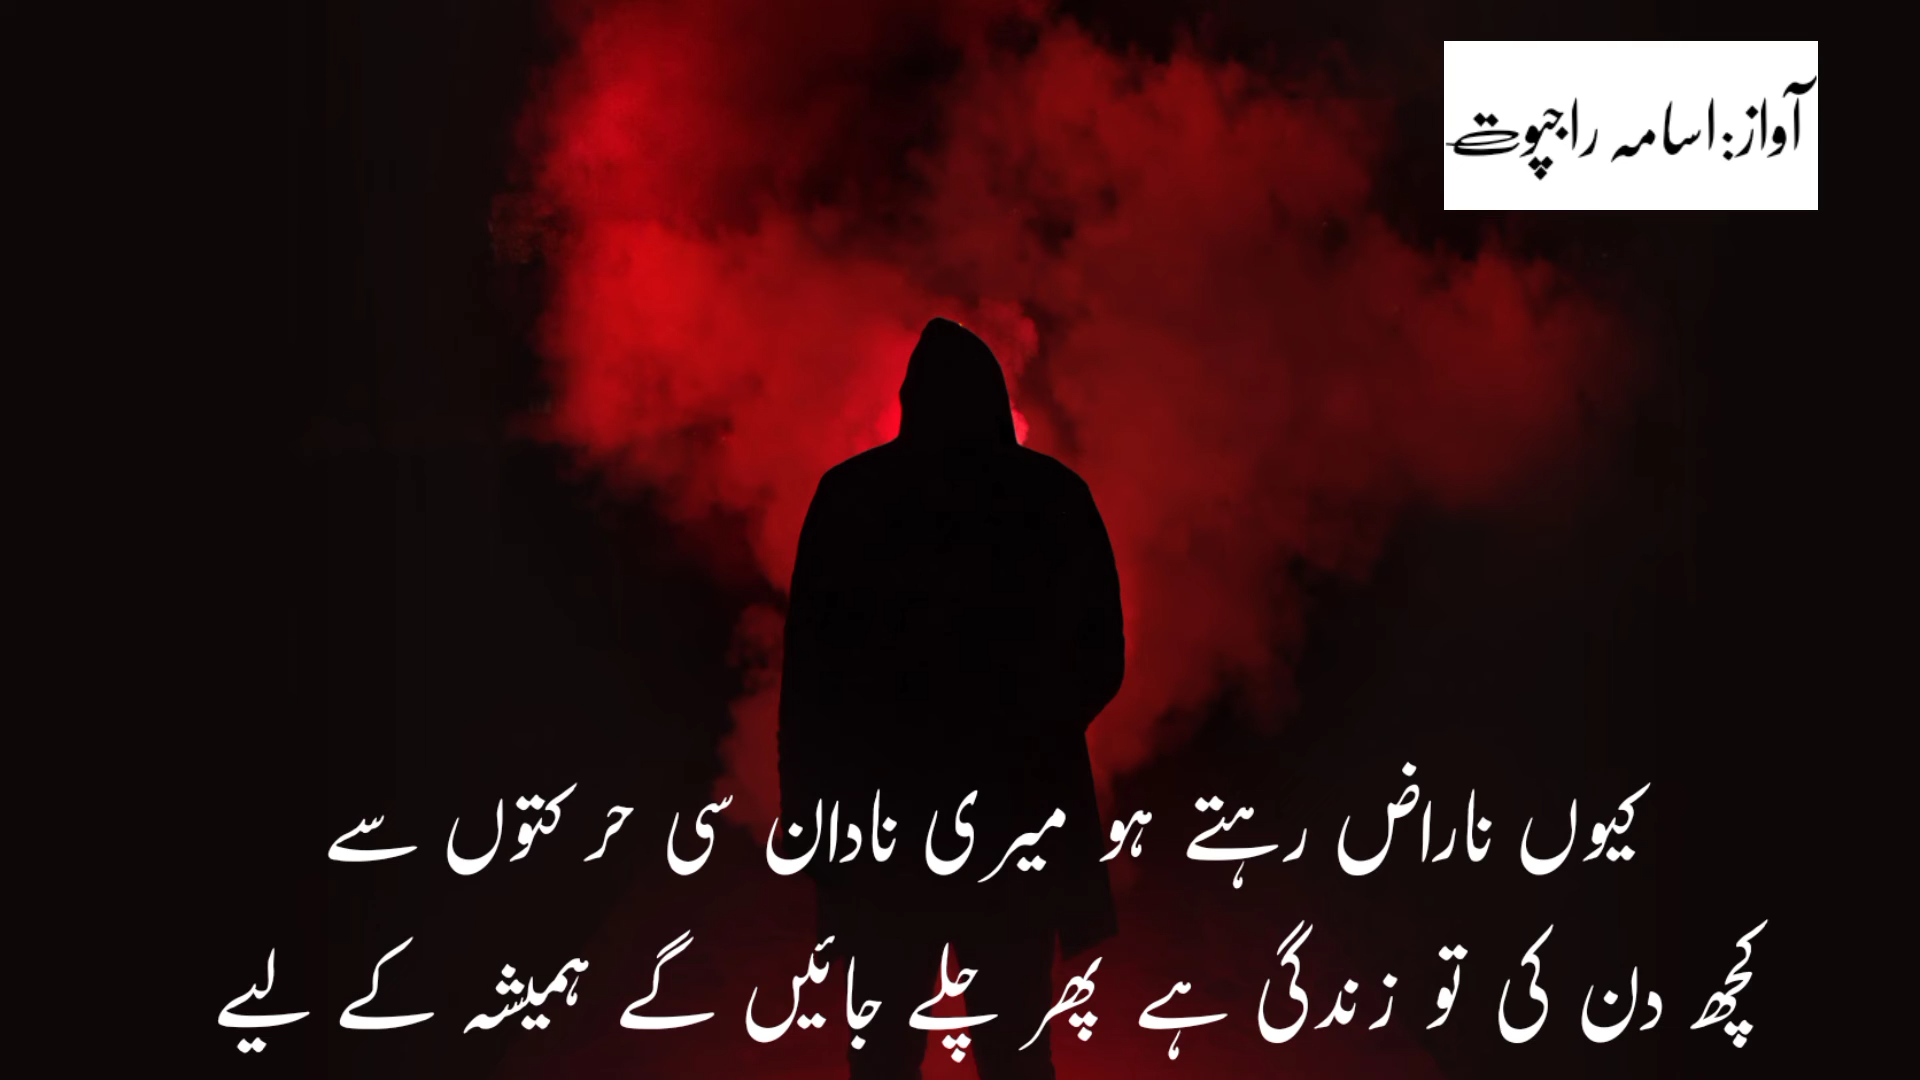 آواز:اسامہ راجپوت
کیوں ناراض رہتے ہو میری نادان سی حرکتوں سے
کچھ دن کی تو زندگی ہے پھر چلے جائیں گے ہمیشہ کے لیے